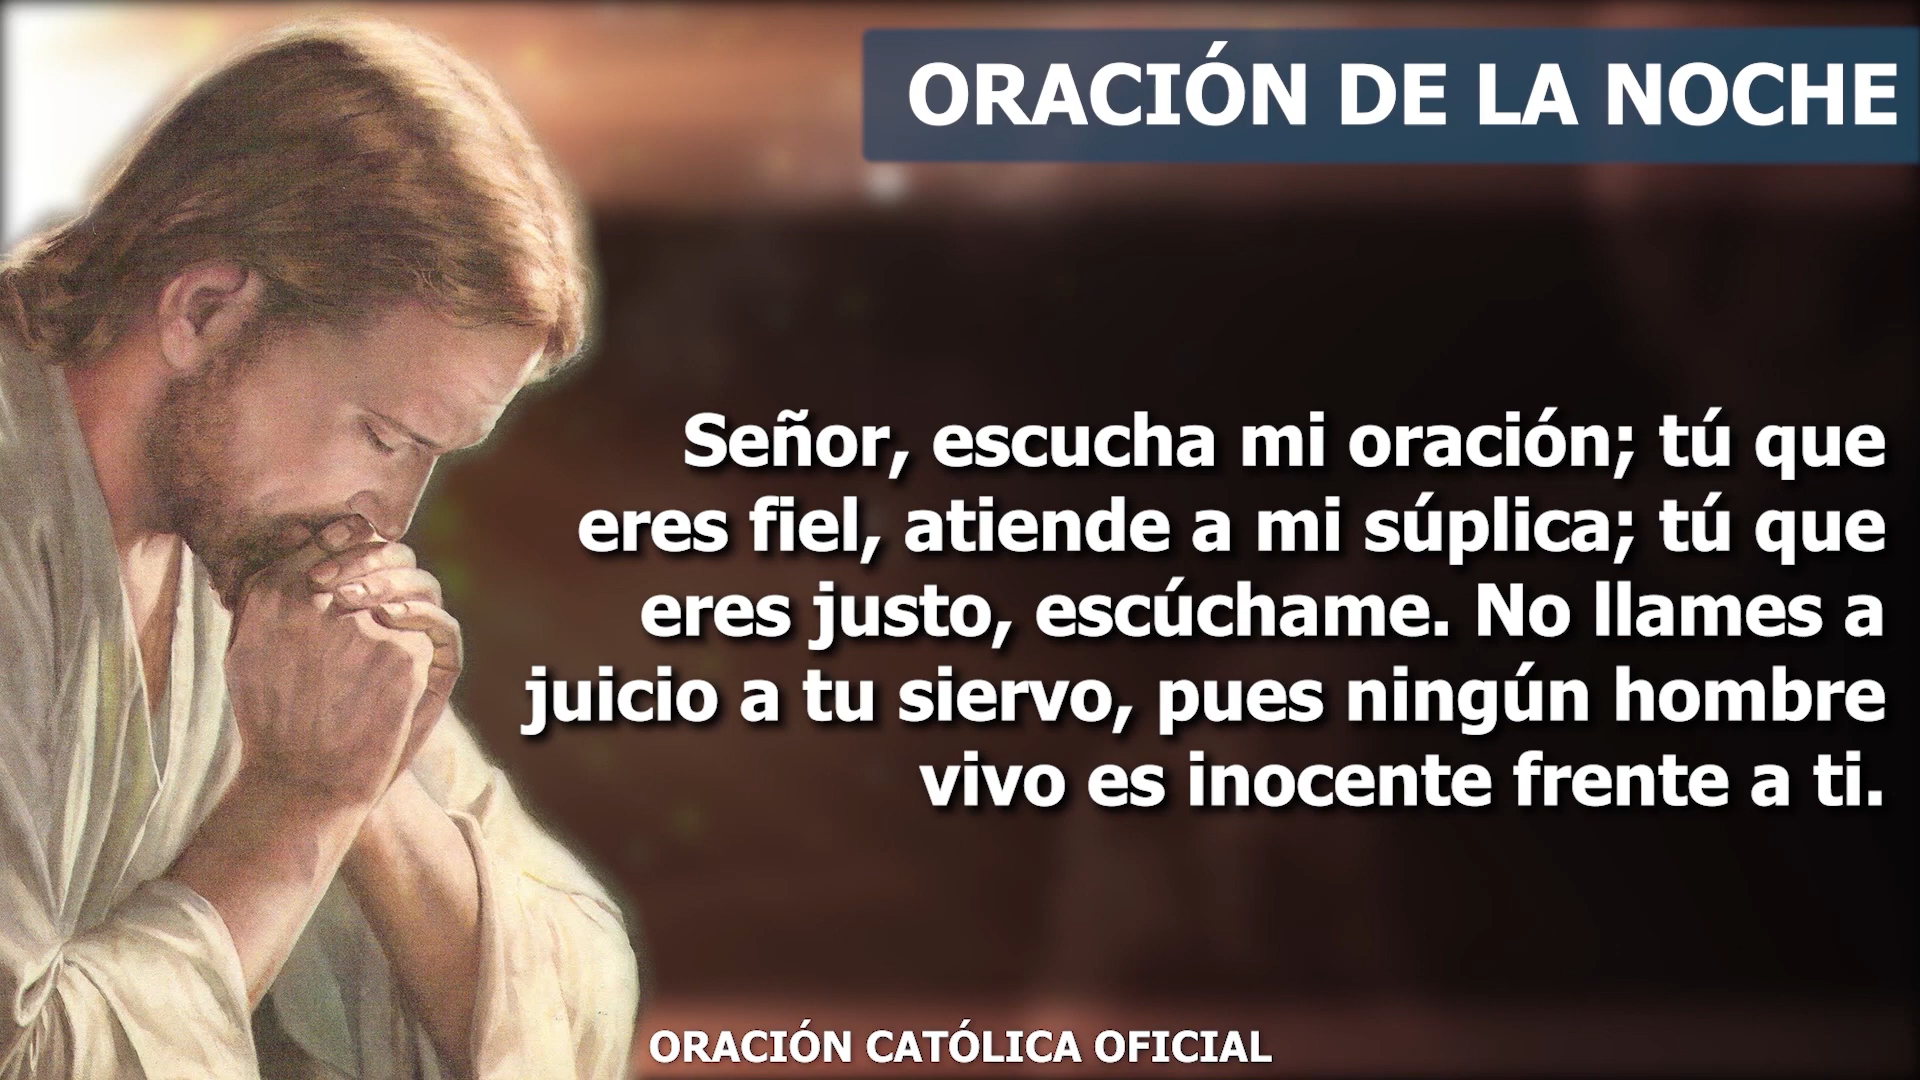 ORACIÓN DE LA NOCHE
Señor, escucha mi oración; tú que
eres fiel, atiende a mi súplica; tú que
eres justo, escúchame. No llames a
juicio a tu siervo, pues ningún hombre
vivo es inocente frente a ti.
ORACIÓN CATÓLICA OFICIAL